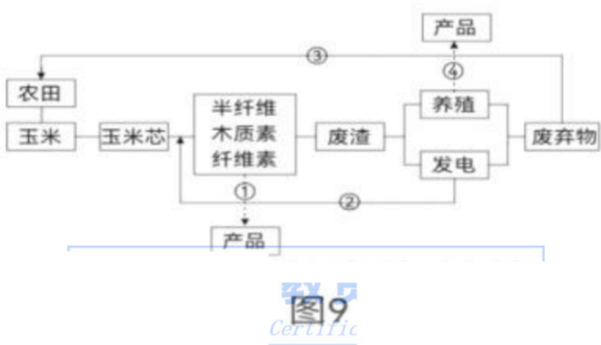 产品
③
④
农田
养殖
半纤维
木质素
纤维素
玉米
玉米芯
废渣
废弃物
发电
①
②
产品
图9
Certific